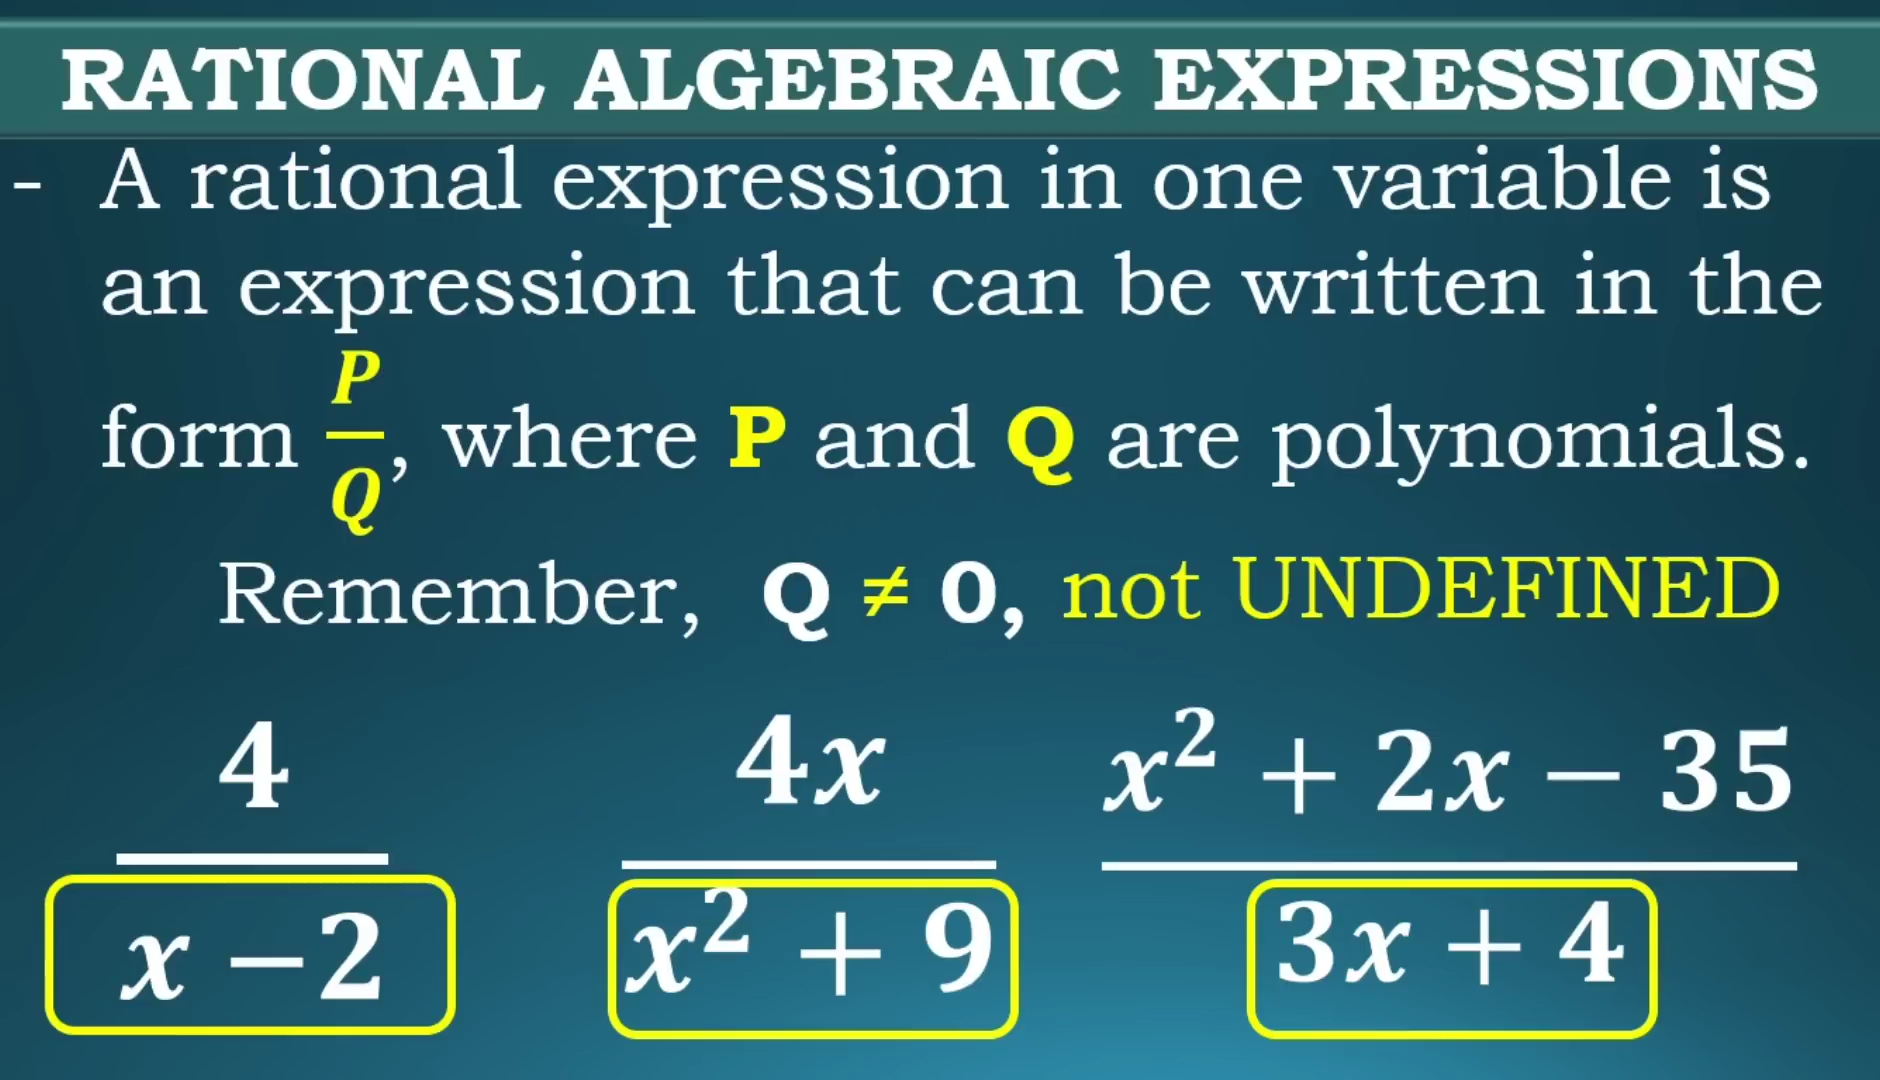 RATIONAL ALGEBRAIC EXPRESSIONS
- A rational expression in one variable is
an expression that can be written in the
form P/Q, where P and Q are polynomials.
Remember, Q ≠ 0, not UNDEFINED
4 4x x² + 2x − 35
x − 2 x² + 9 3x + 4